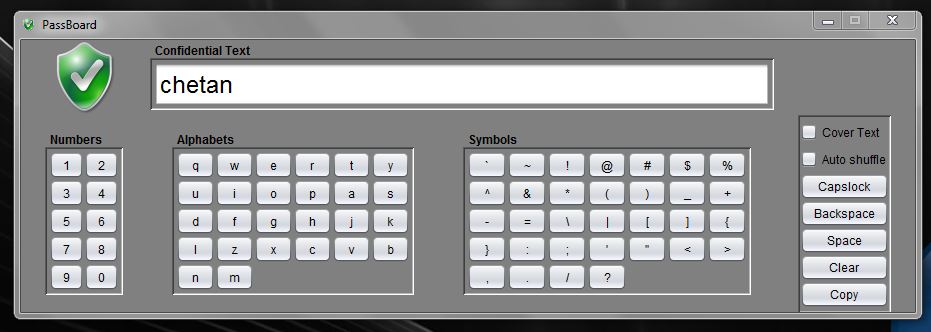 PassBoard
Confidential Text
chetan
Numbers
1 2
3 4
5 6
7 8
9 0
Alphabets
q w e r t y
u i o p a s
d f g h j k
l z x c v b
n m
Symbols
` ~ ! @ # $ %
^ & * ( ) _ +
- = \ | [ ] {
} : ; ' " < >
, . / ?
Cover Text
Auto shuffle
Capslock
Backspace
Space
Clear
Copy